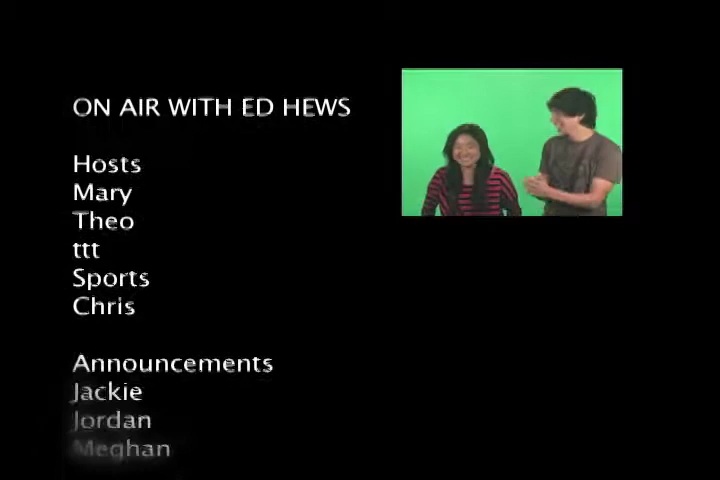 ON AIR WITH ED HEWS
Hosts
Mary
Theo
ttt
Sports
Chris
Announcements
Jackie
Jordan
Meghan